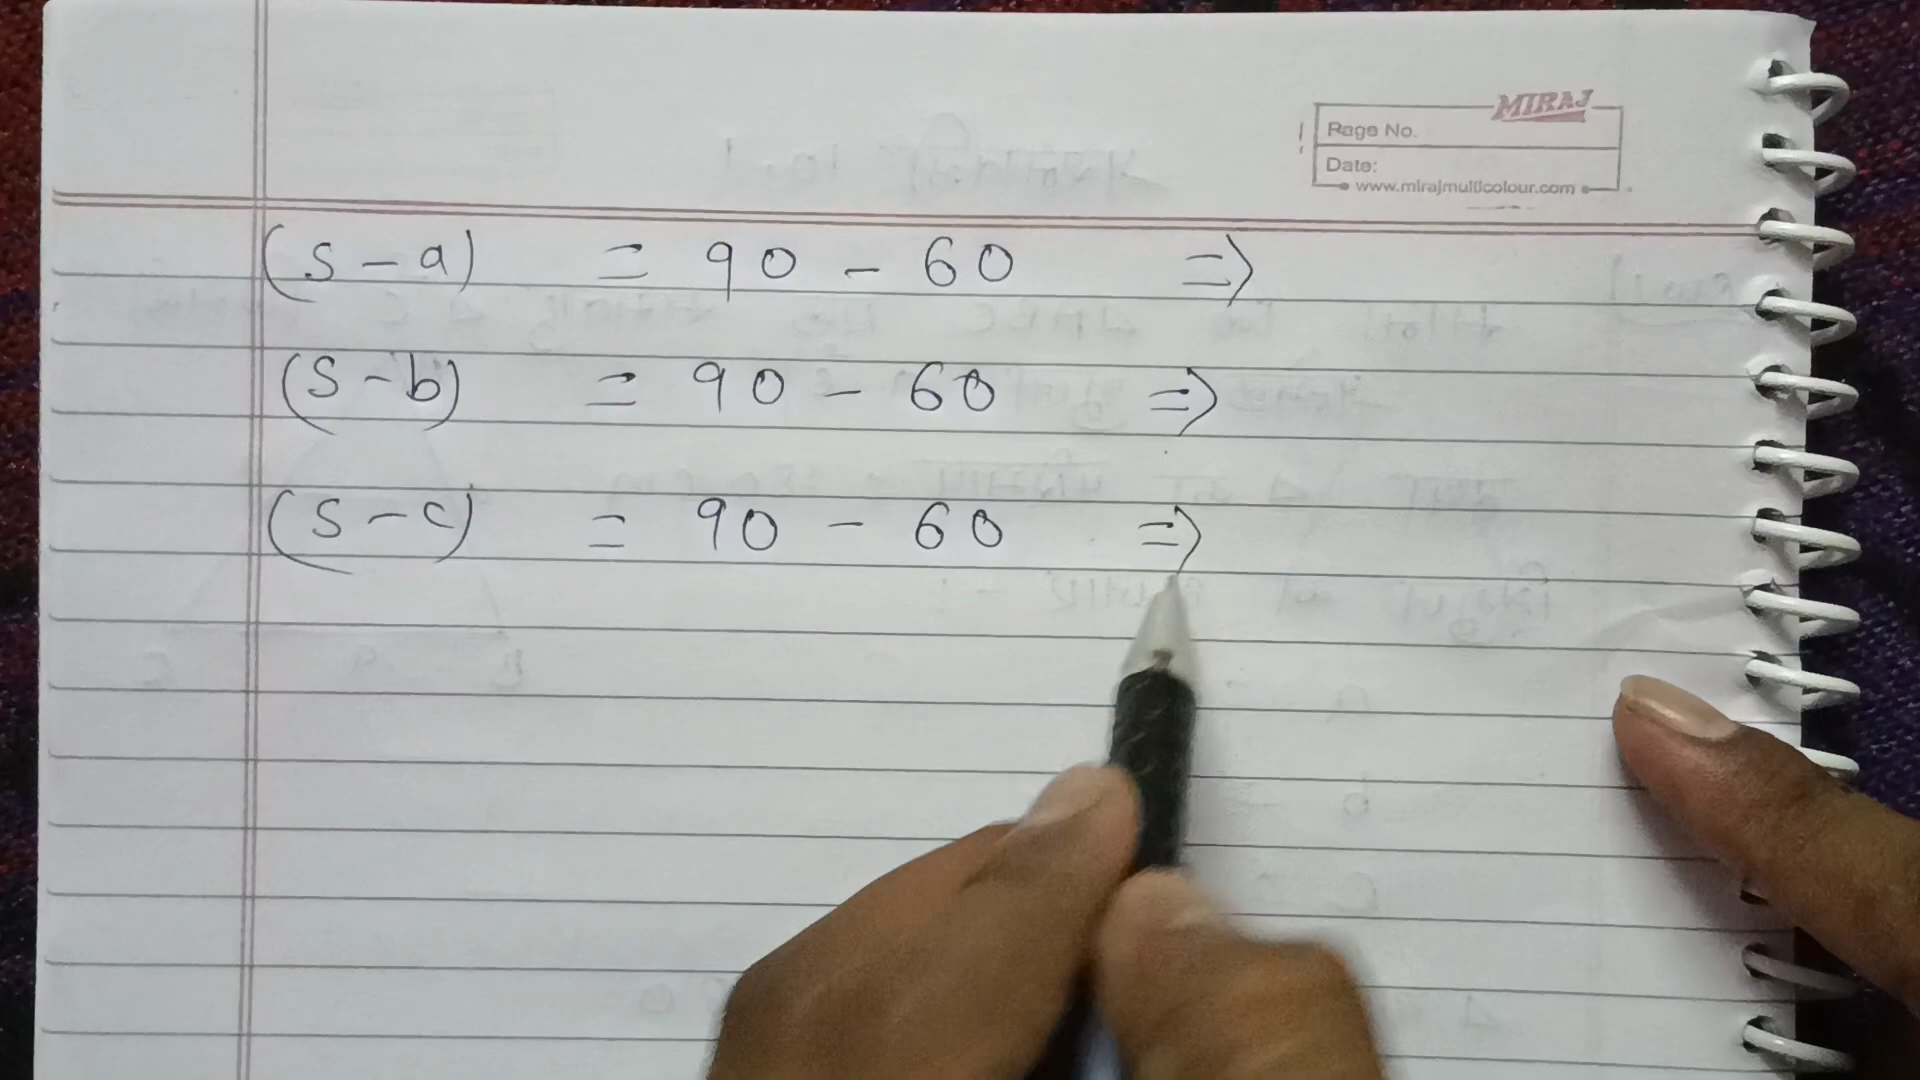 MIRAJ
Page No.
Date:
www.mirajmulticolour.com
(s - a) = 90 - 60 ⇒
(s - b) = 90 - 60 ⇒
(s - c) = 90 - 60 ⇒